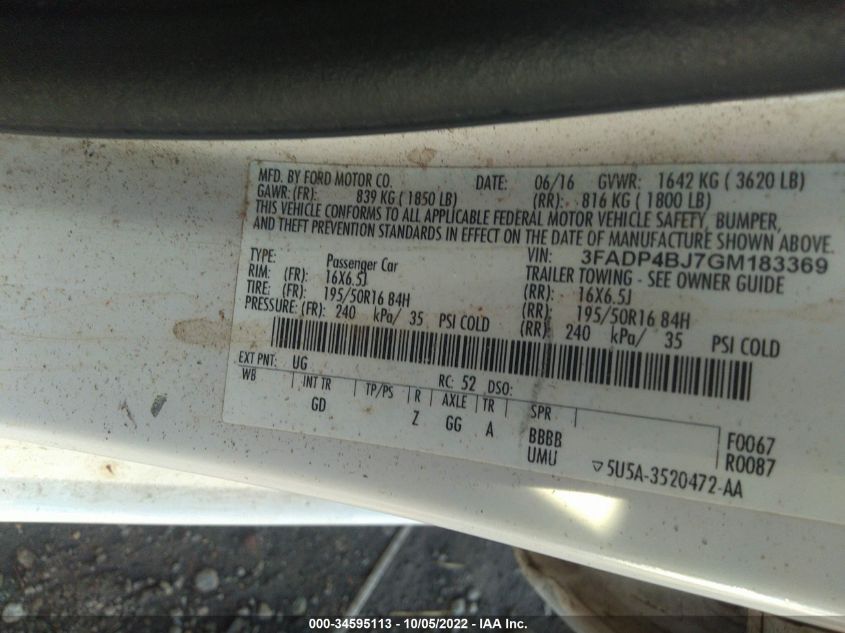 MFD. BY FORD MOTOR CO. DATE: 06/16 GVWR: 1642 KG ( 3620 LB)
GAWR:(FR): 839 KG ( 1850 LB) (RR): 816 KG ( 1800 LB)
THIS VEHICLE CONFORMS TO ALL APPLICABLE FEDERAL MOTOR VEHICLE SAFETY, BUMPER,
AND THEFT PREVENTION STANDARDS IN EFFECT ON THE DATE OF MANUFACTURE SHOWN ABOVE.
VIN: 3FADP4BJ7GM183369
TYPE: Passenger Car TRAILER TOWING - SEE OWNER GUIDE
RIM: (FR): 16X6.5J (RR): 16X6.5J
TIRE: (FR): 195/50R16 84H (RR): 195/50R16 84H
PRESSURE:(FR): 240 kPa/ 35 PSI COLD (RR) 240 kPa/ 35 PSI COLD
EXT PNT: UG RC: 52 DSO:
WB INT TR TP/PS R AXLE TR SPR
GD Z GG A BBBB F0067
UMU R0087
▽5U5A-3520472-AA
000-34595113 - 10/05/2022 - IAA Inc.